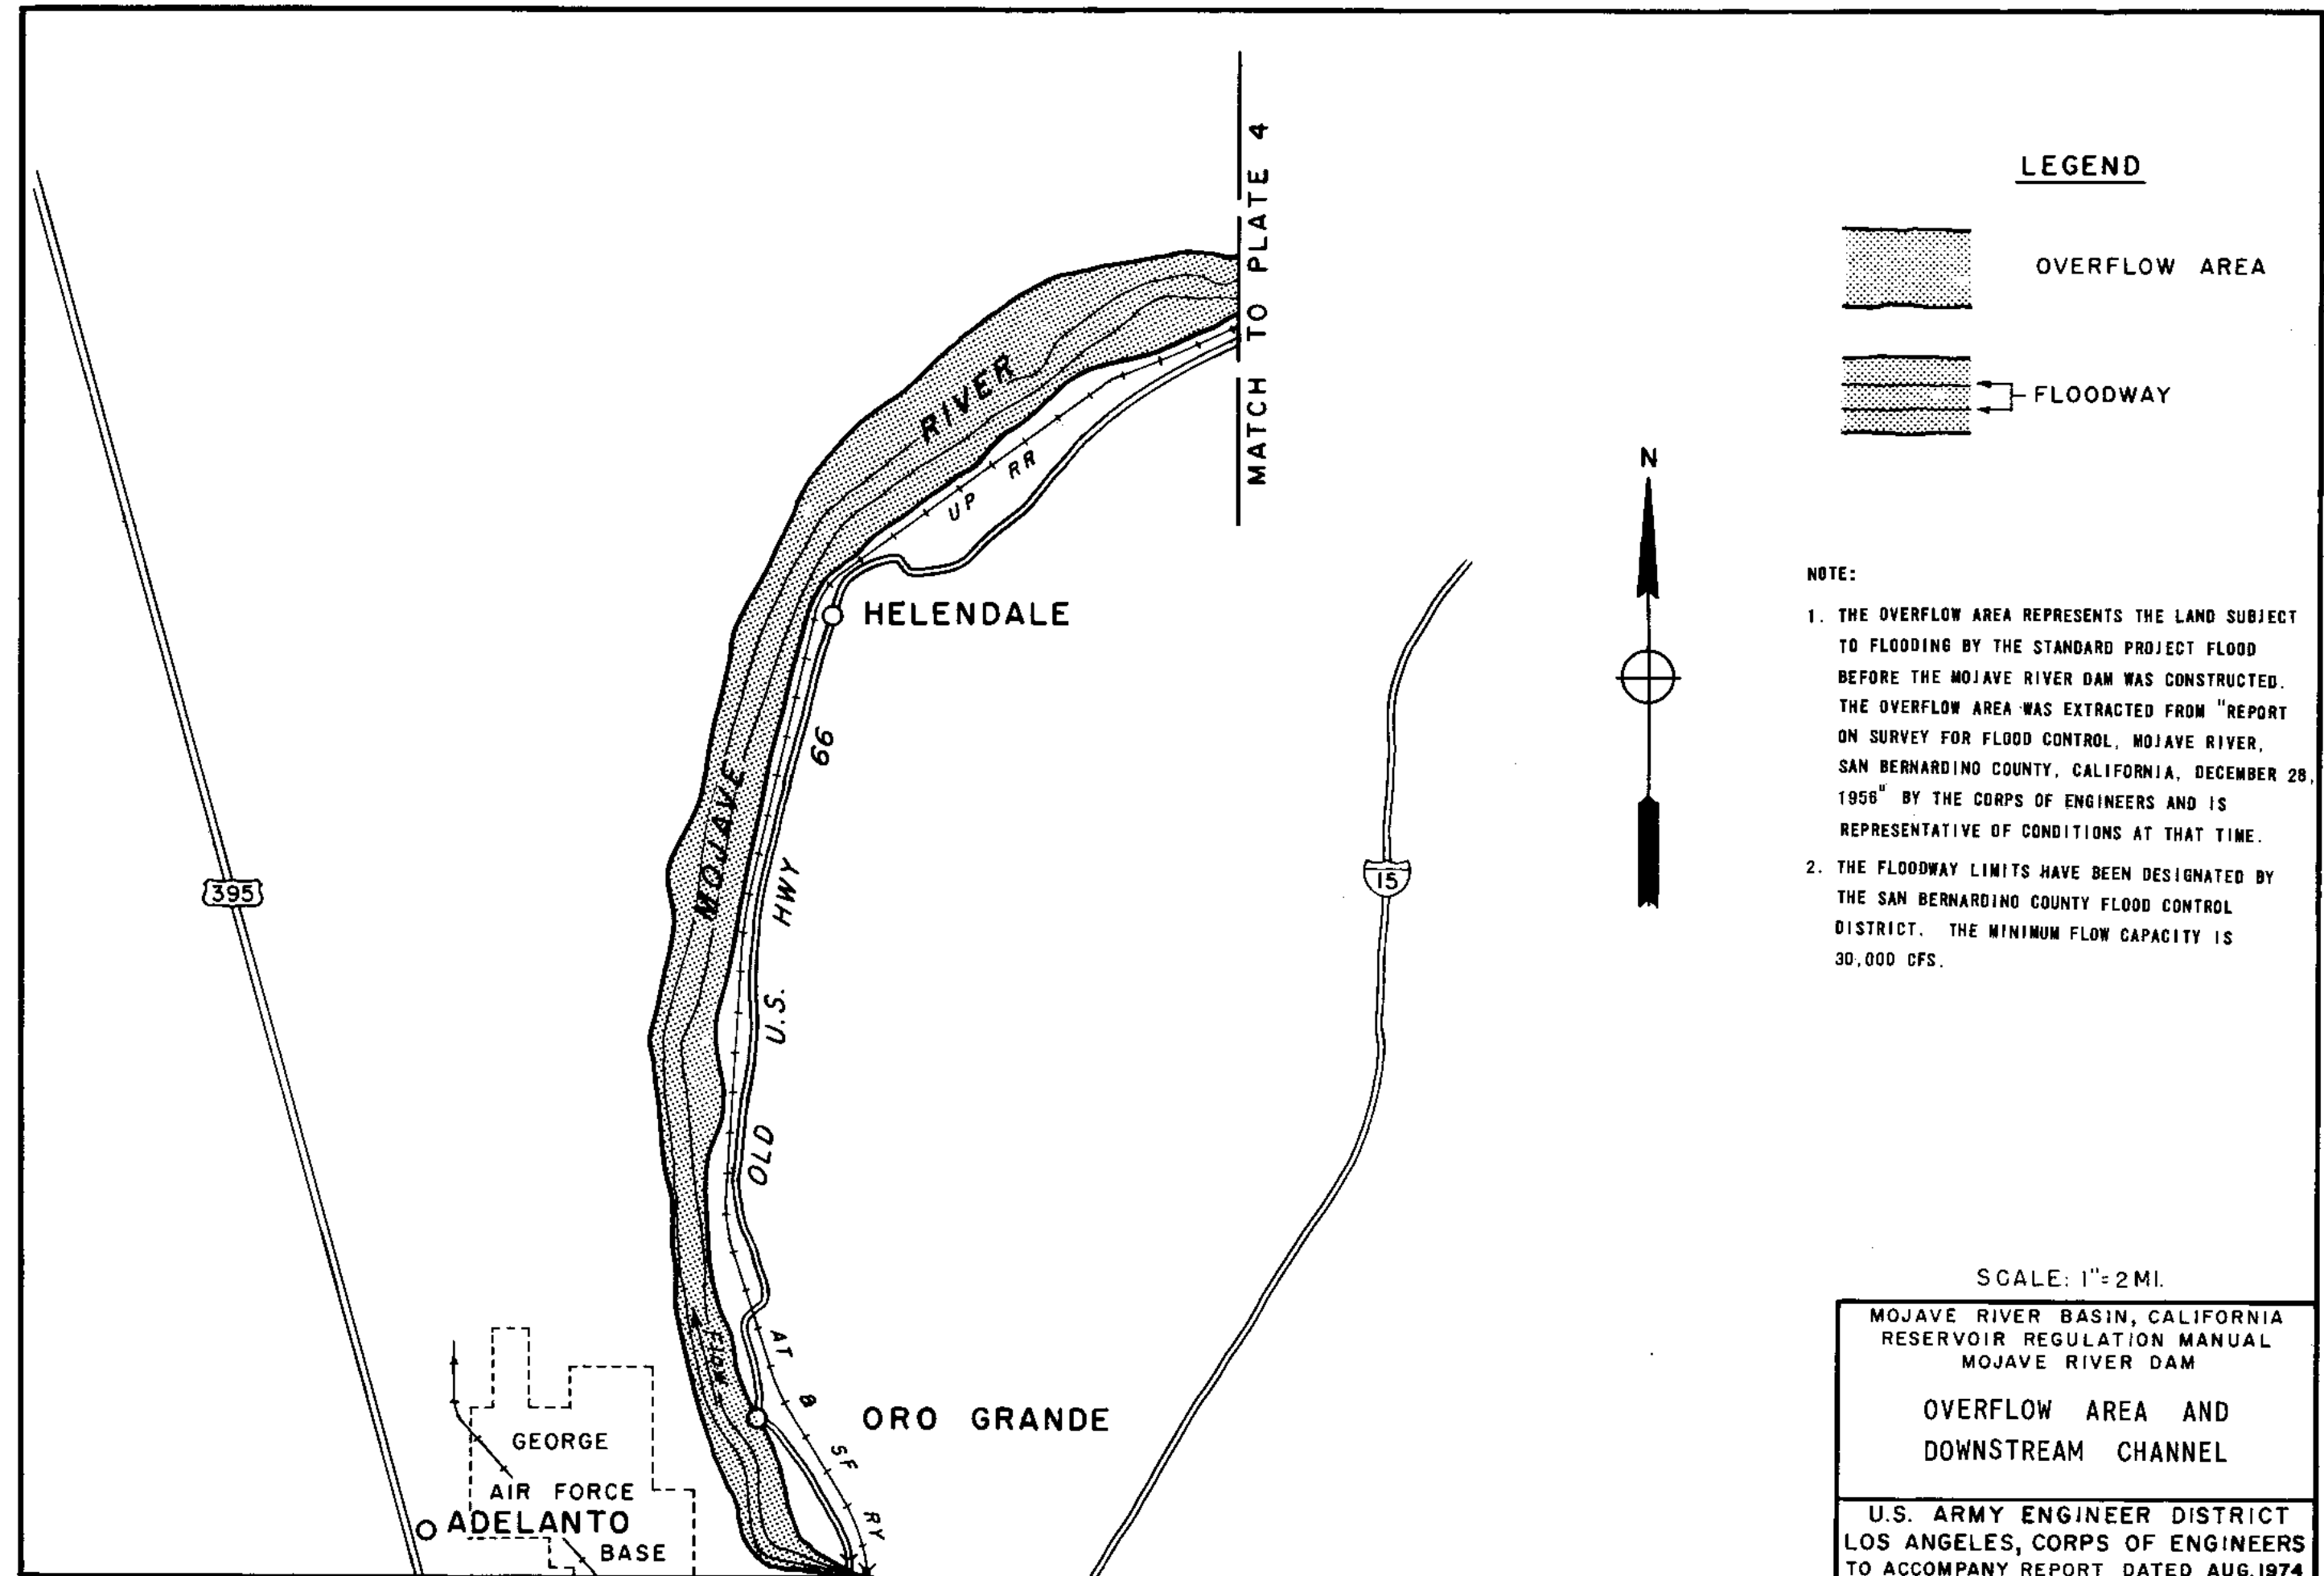 MATCH TO PLATE 4
LEGEND
OVERFLOW AREA
FLOODWAY
N
RIVER
UP RR
HELENDALE
NOTE:
1. THE OVERFLOW AREA REPRESENTS THE LAND SUBJECT
TO FLOODING BY THE STANDARD PROJECT FLOOD
BEFORE THE MOJAVE RIVER DAM WAS CONSTRUCTED.
THE OVERFLOW AREA WAS EXTRACTED FROM "REPORT
ON SURVEY FOR FLOOD CONTROL, MOJAVE RIVER,
SAN BERNARDINO COUNTY, CALIFORNIA, DECEMBER 28,
1956" BY THE CORPS OF ENGINEERS AND IS
REPRESENTATIVE OF CONDITIONS AT THAT TIME.
2. THE FLOODWAY LIMITS HAVE BEEN DESIGNATED BY
THE SAN BERNARDINO COUNTY FLOOD CONTROL
DISTRICT. THE MINIMUM FLOW CAPACITY IS
30,000 CFS.
MOJAVE
OLD U.S. HWY 66
395
15
FLOW
AT & SF RY
ORO GRANDE
GEORGE
AIR FORCE
ADELANTO
BASE
SCALE: 1"=2 MI.
MOJAVE RIVER BASIN, CALIFORNIA
RESERVOIR REGULATION MANUAL
MOJAVE RIVER DAM
OVERFLOW AREA AND
DOWNSTREAM CHANNEL
U.S. ARMY ENGINEER DISTRICT
LOS ANGELES, CORPS OF ENGINEERS
TO ACCOMPANY REPORT DATED AUG.1974